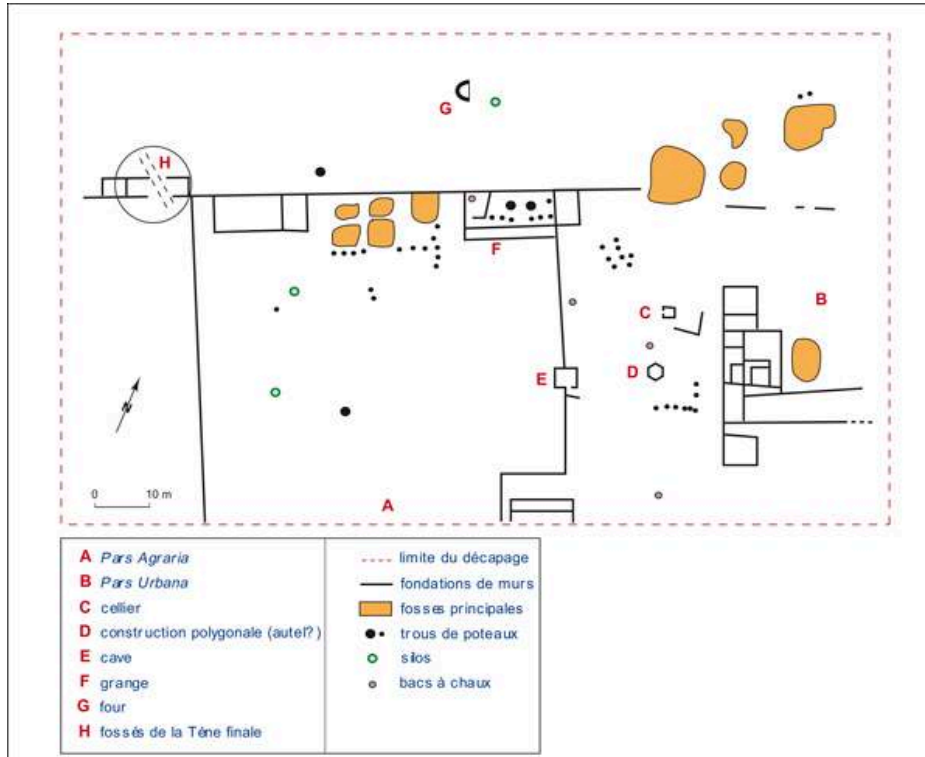 G
H
F
B
C
E
D
N
0 10 m
A
A Pars Agraria
B Pars Urbana
C cellier
D construction polygonale (autel?)
E cave
F grange
G four
H fossés de la Tène finale
limite du décapage
fondations de murs
fosses principales
trous de poteaux
silos
bacs à chaux